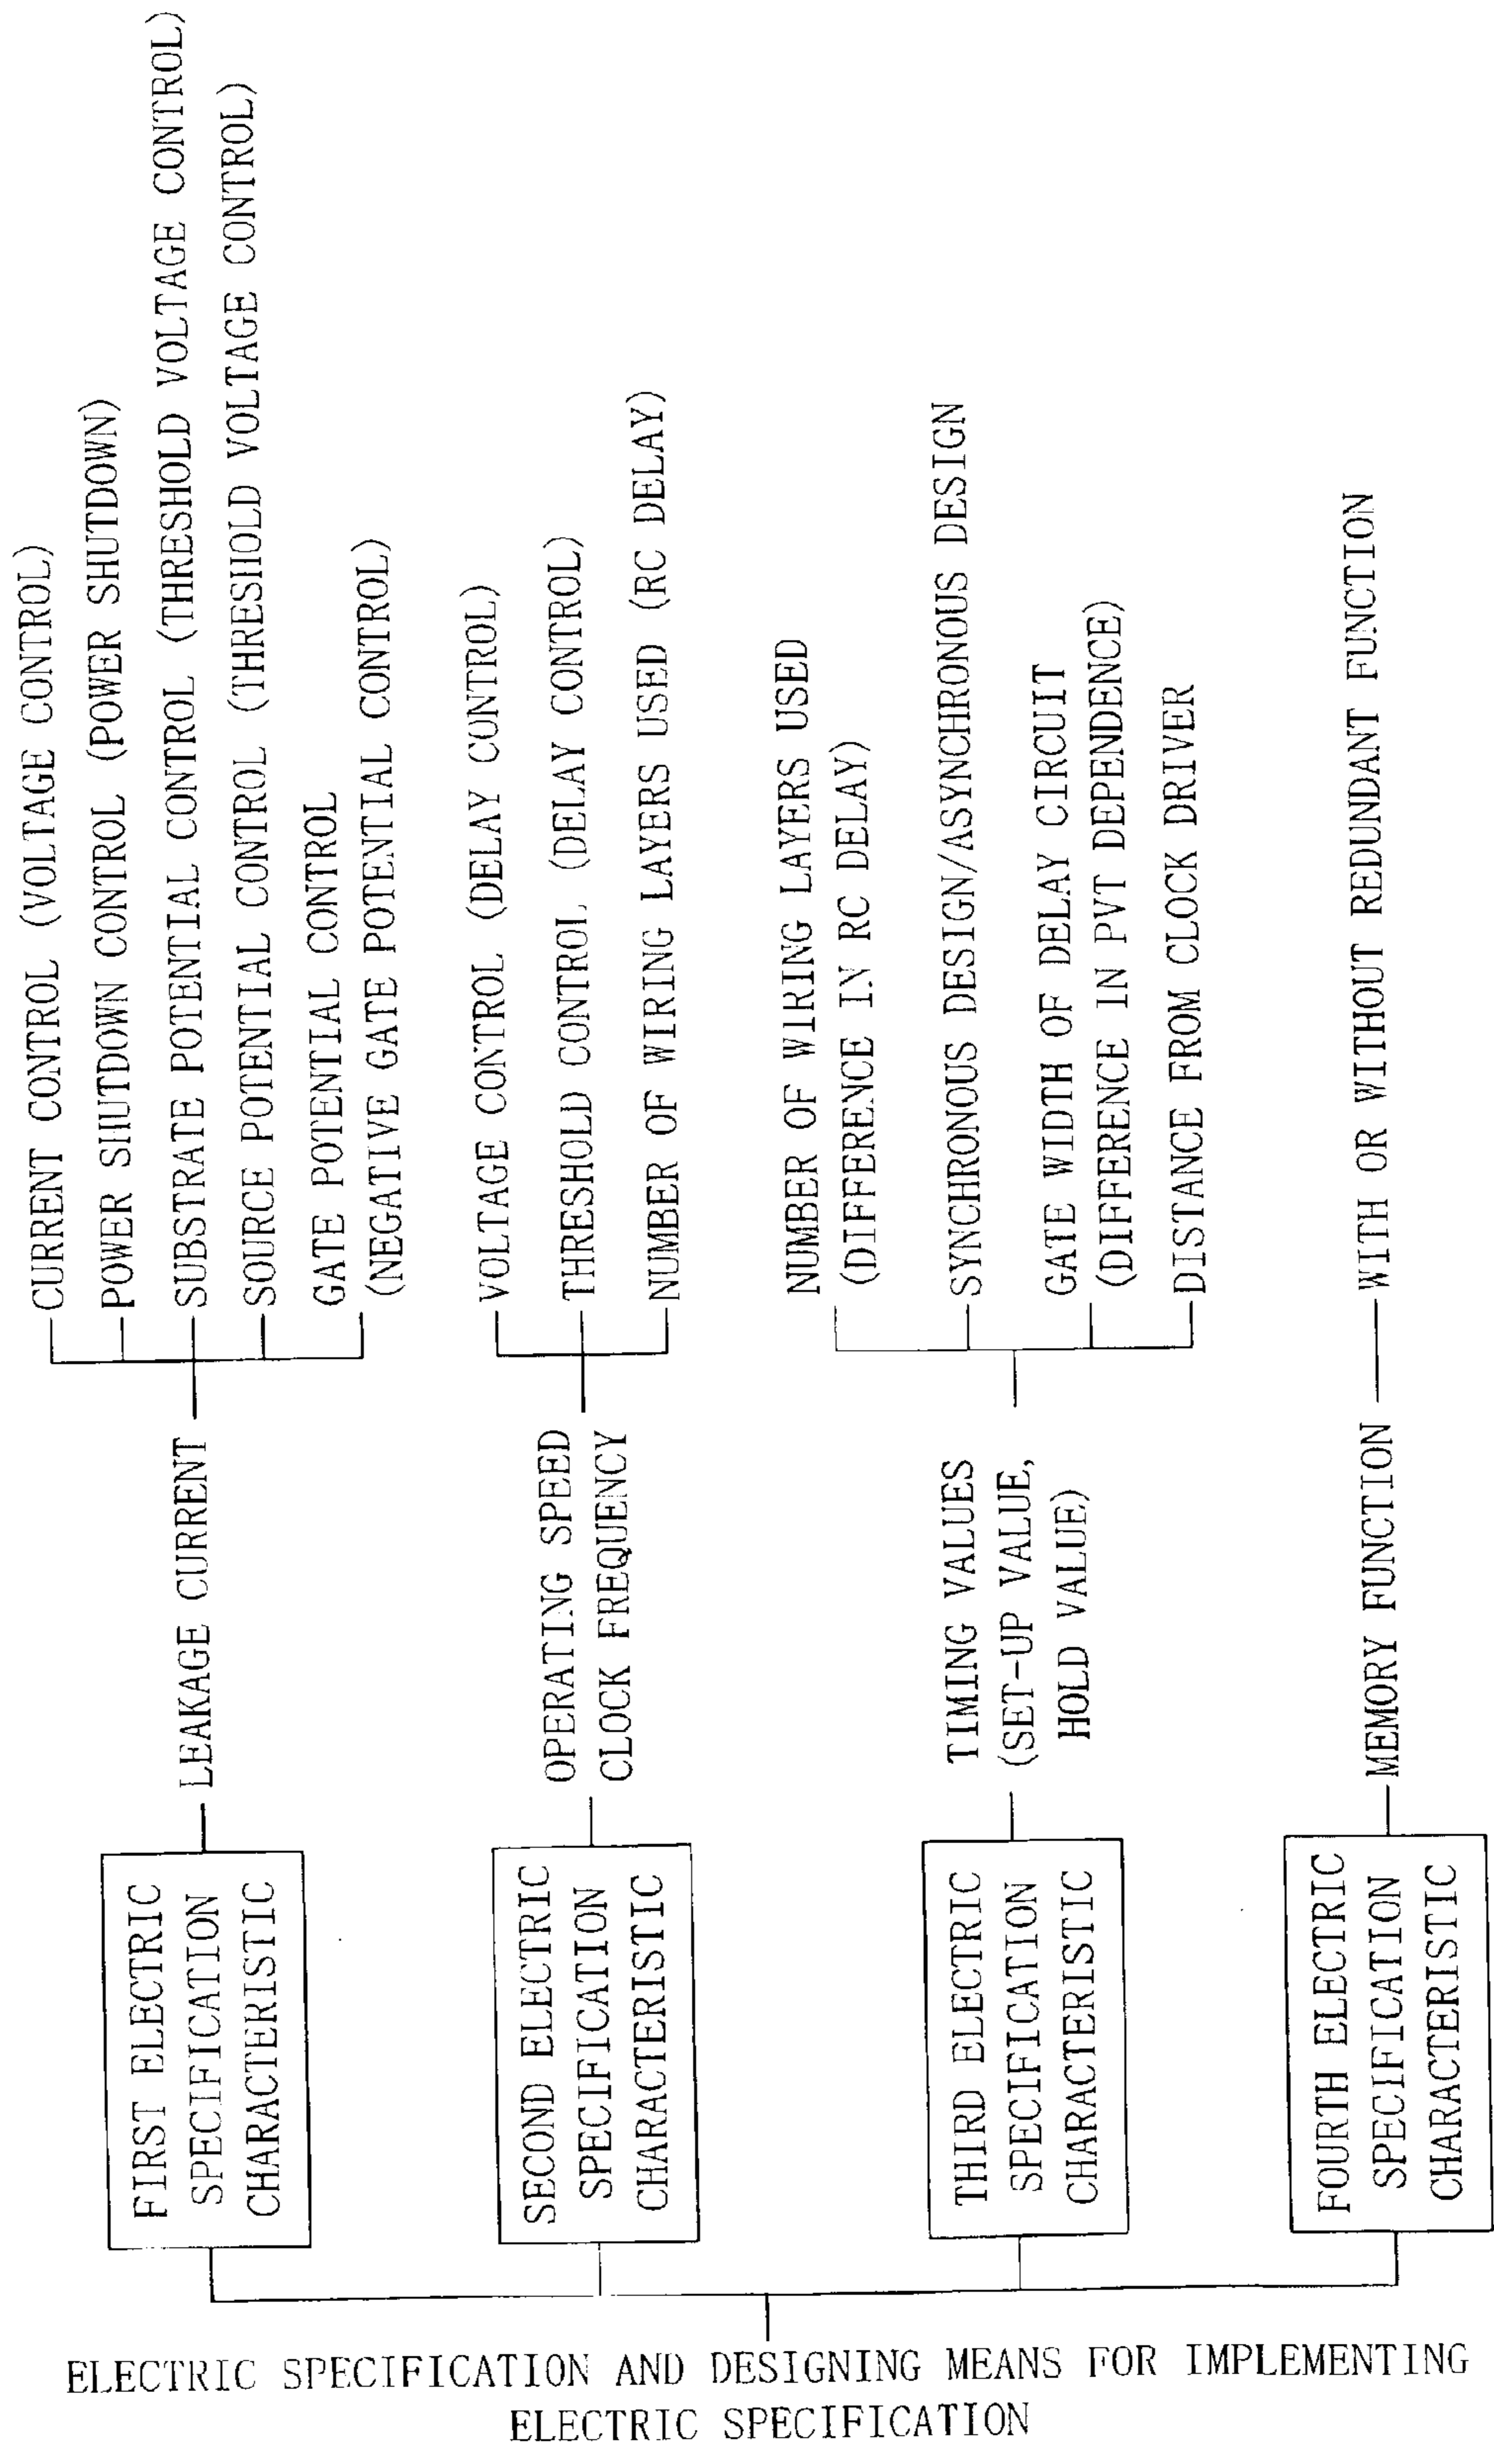 ELECTRIC SPECIFICATION AND DESIGNING MEANS FOR IMPLEMENTING
ELECTRIC SPECIFICATION
FIRST ELECTRIC
SPECIFICATION
CHARACTERISTIC
LEAKAGE CURRENT
CURRENT CONTROL (VOLTAGE CONTROL)
POWER SHUTDOWN CONTROL (POWER SHUTDOWN)
SUBSTRATE POTENTIAL CONTROL (THRESHOLD VOLTAGE CONTROL)
SOURCE POTENTIAL CONTROL (THRESHOLD VOLTAGE CONTROL)
GATE POTENTIAL CONTROL
(NEGATIVE GATE POTENTIAL CONTROL)
SECOND ELECTRIC
SPECIFICATION
CHARACTERISTIC
OPERATING SPEED
CLOCK FREQUENCY
VOLTAGE CONTROL (DELAY CONTROL)
THRESHOLD CONTROL (DELAY CONTROL)
NUMBER OF WIRING LAYERS USED (RC DELAY)
THIRD ELECTRIC
SPECIFICATION
CHARACTERISTIC
TIMING VALUES
(SET-UP VALUE,
HOLD VALUE)
NUMBER OF WIRING LAYERS USED
(DIFFERENCE IN RC DELAY)
SYNCHRONOUS DESIGN/ASYNCHRONOUS DESIGN
GATE WIDTH OF DELAY CIRCUIT
(DIFFERENCE IN PVT DEPENDENCE)
DISTANCE FROM CLOCK DRIVER
FOURTH ELECTRIC
SPECIFICATION
CHARACTERISTIC
MEMORY FUNCTION
WITH OR WITHOUT REDUNDANT FUNCTION